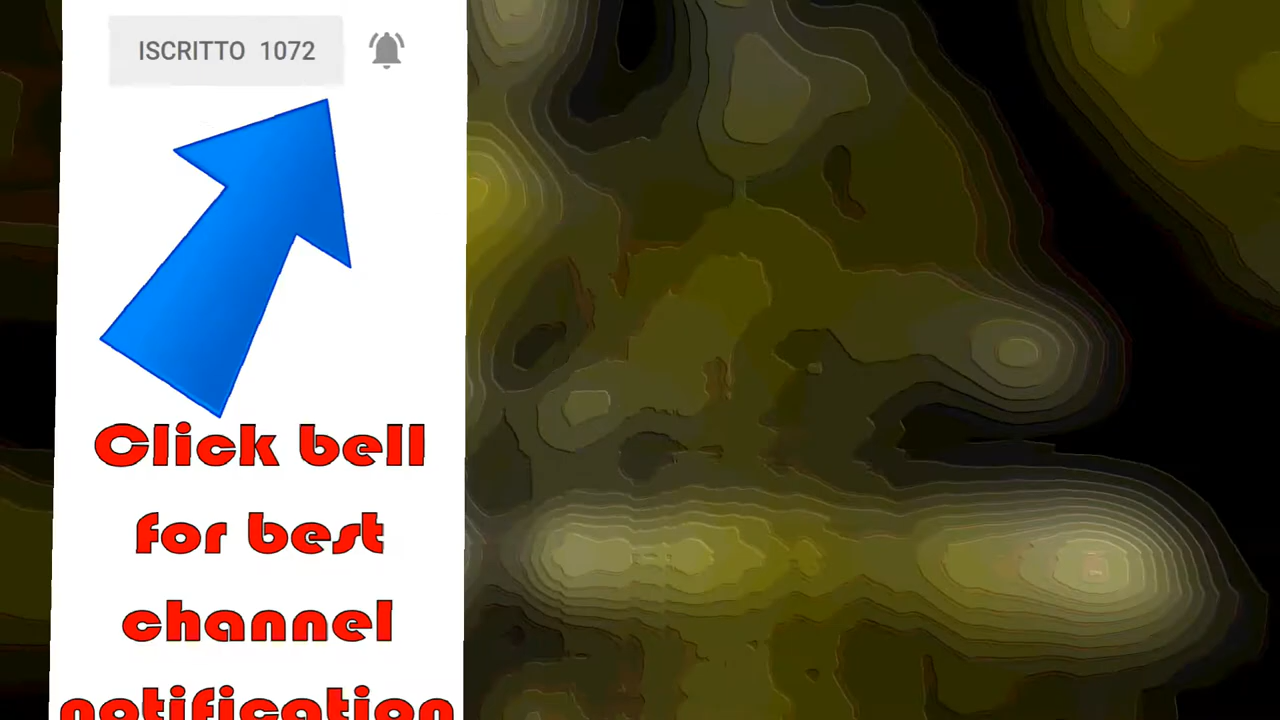 ISCRITTO 1072
Click bell
for best
channel
notification